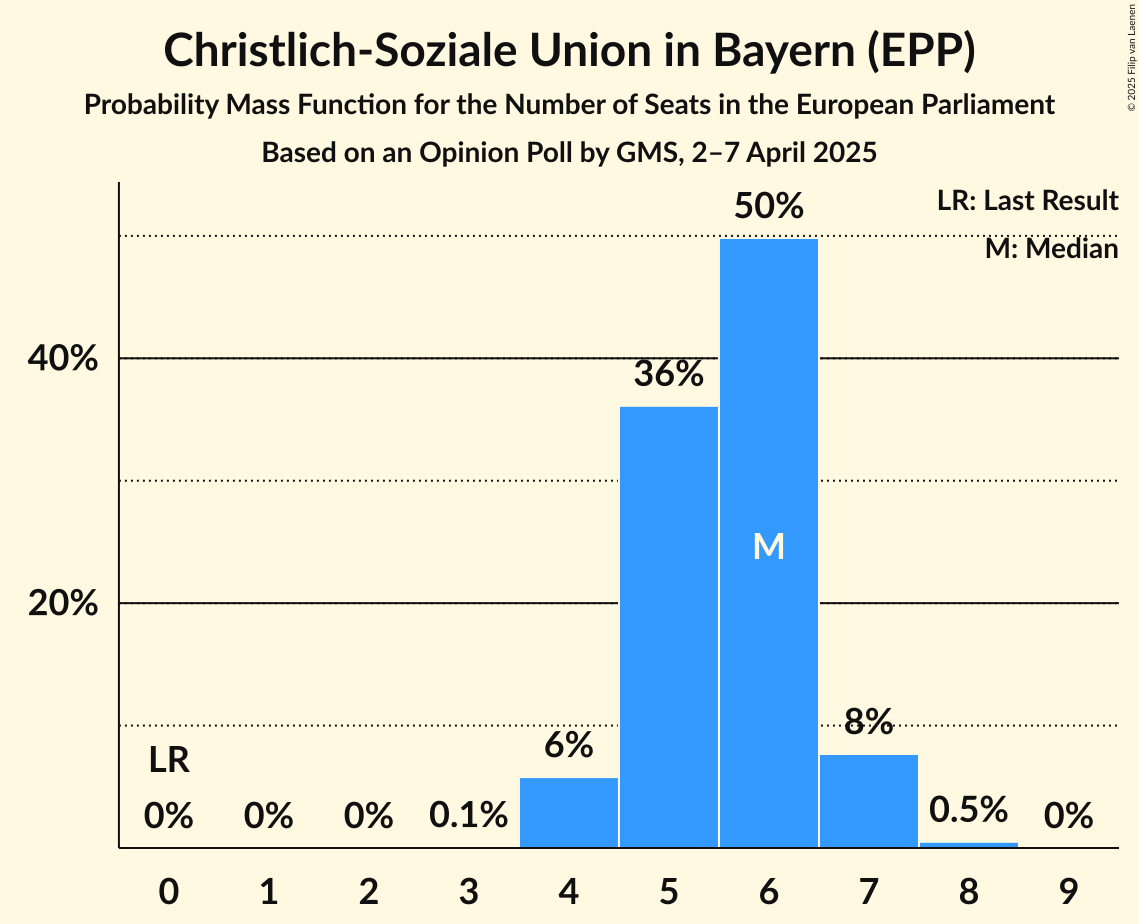 Christlich-Soziale Union in Bayern (EPP)
Probability Mass Function for the Number of Seats in the European Parliament
Based on an Opinion Poll by GMS, 2–7 April 2025
© 2025 Filip van Laenen
LR: Last Result
M: Median
50%
40%
36%
M
20%
8%
6%
LR
0% 0% 0% 0.1% 0.5% 0%
0 1 2 3 4 5 6 7 8 9